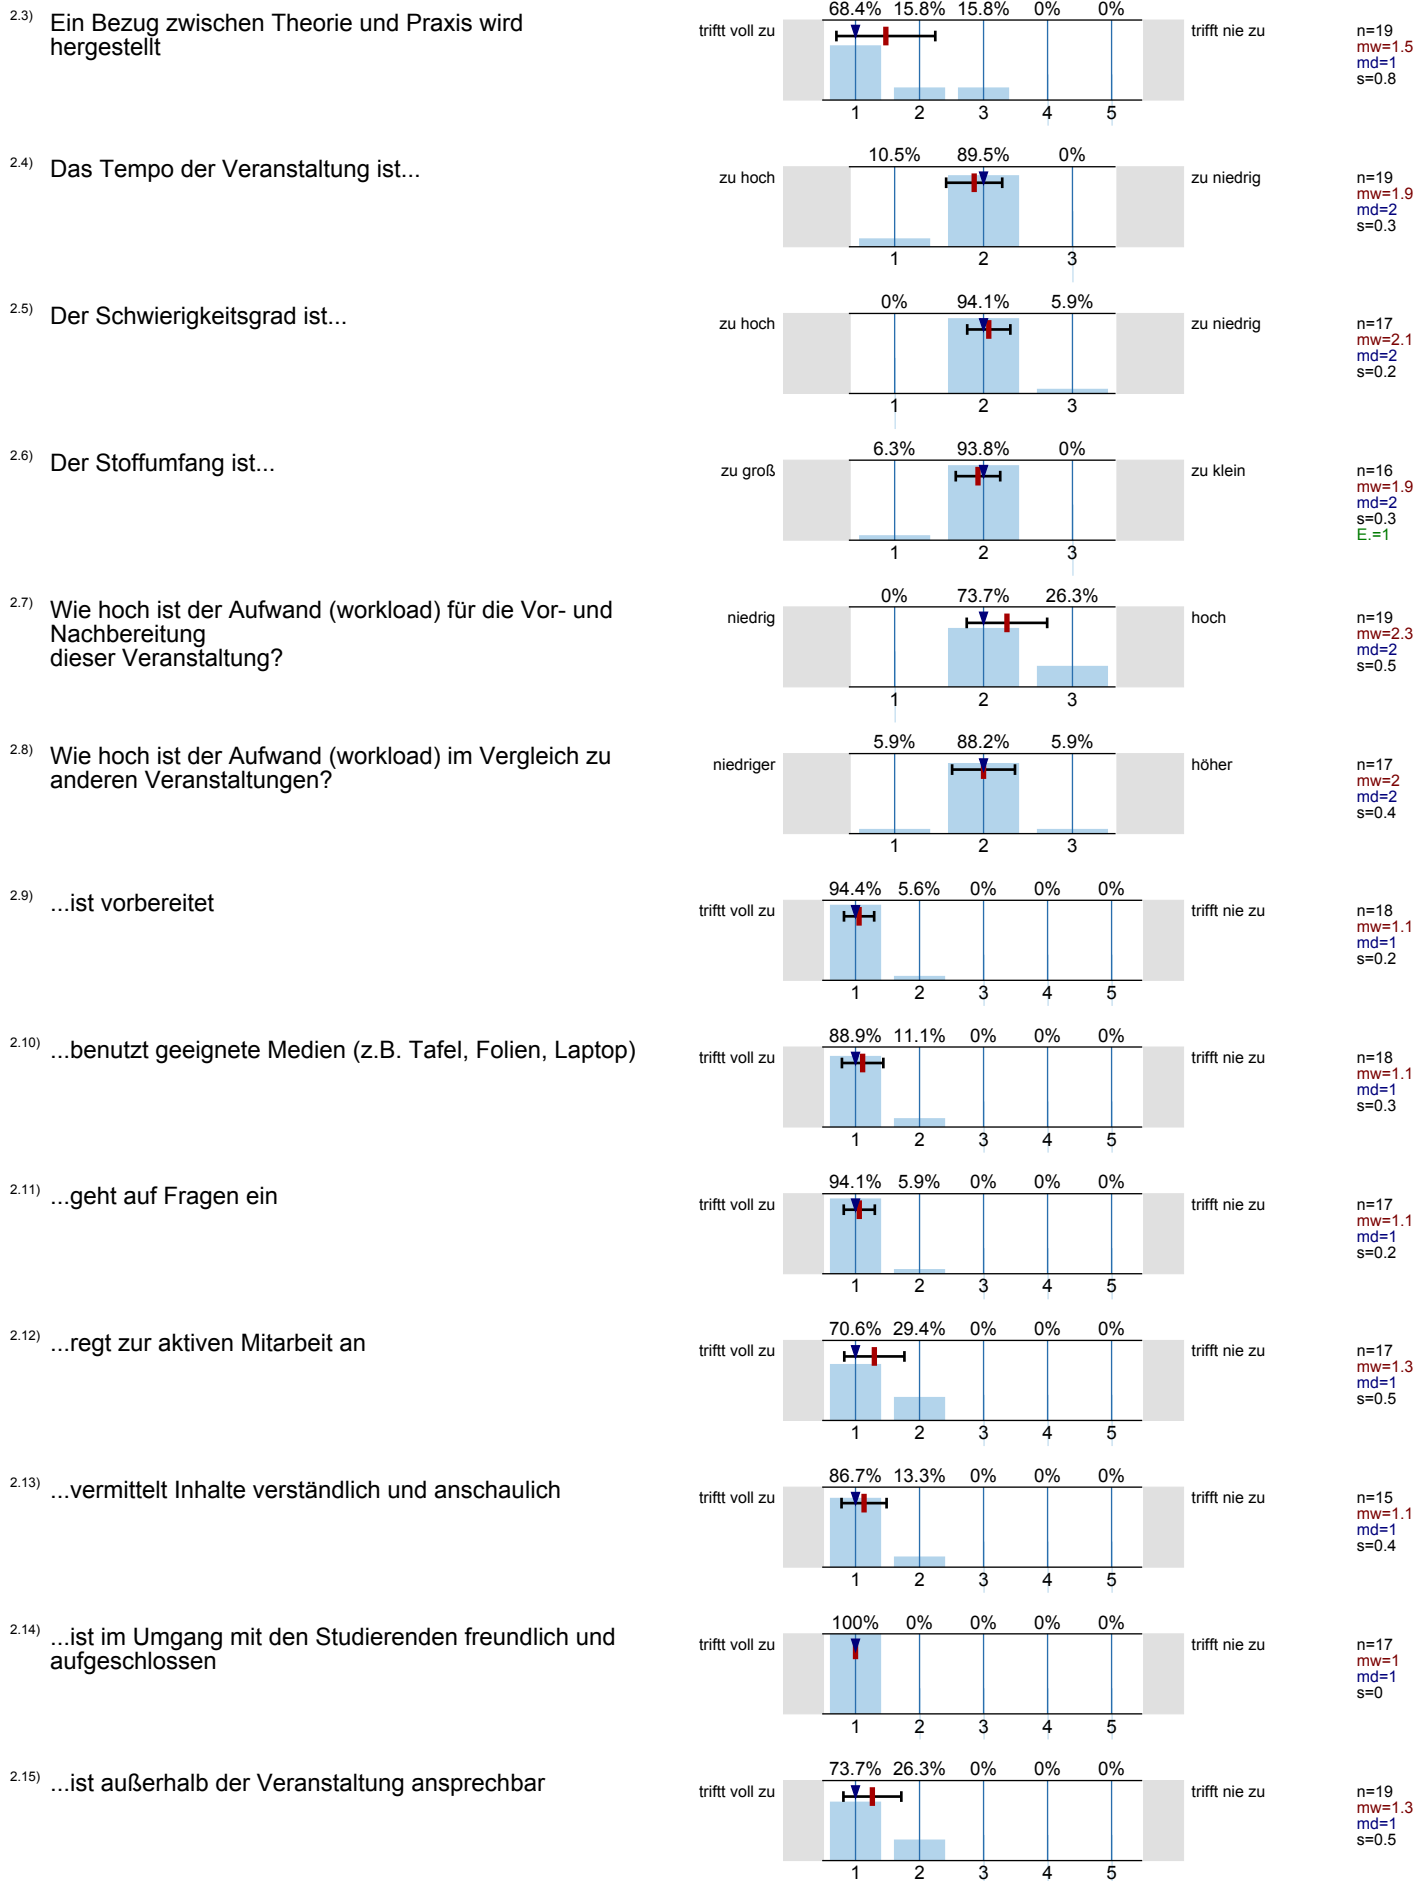 2.3) Ein Bezug zwischen Theorie und Praxis wird
hergestellt
68.4% 15.8% 15.8% 0% 0%
triftt voll zu
trifft nie zu
1 2 3 4 5
n=19
mw=1.5
md=1
s=0.8
2.4) Das Tempo der Veranstaltung ist...
10.5% 89.5% 0%
zu hoch
zu niedrig
1 2 3
n=19
mw=1.9
md=2
s=0.3
2.5) Der Schwierigkeitsgrad ist...
0% 94.1% 5.9%
zu hoch
zu niedrig
1 2 3
n=17
mw=2.1
md=2
s=0.2
2.6) Der Stoffumfang ist...
6.3% 93.8% 0%
zu groß
zu klein
1 2 3
n=16
mw=1.9
md=2
s=0.3
E.=1
2.7) Wie hoch ist der Aufwand (workload) für die Vor- und
Nachbereitung
dieser Veranstaltung?
0% 73.7% 26.3%
niedrig
hoch
1 2 3
n=19
mw=2.3
md=2
s=0.5
2.8) Wie hoch ist der Aufwand (workload) im Vergleich zu
anderen Veranstaltungen?
5.9% 88.2% 5.9%
niedriger
höher
1 2 3
n=17
mw=2
md=2
s=0.4
2.9) ...ist vorbereitet
94.4% 5.6% 0% 0% 0%
triftt voll zu
trifft nie zu
1 2 3 4 5
n=18
mw=1.1
md=1
s=0.2
2.10) ...benutzt geeignete Medien (z.B. Tafel, Folien, Laptop)
88.9% 11.1% 0% 0% 0%
triftt voll zu
trifft nie zu
1 2 3 4 5
n=18
mw=1.1
md=1
s=0.3
2.11) ...geht auf Fragen ein
94.1% 5.9% 0% 0% 0%
triftt voll zu
trifft nie zu
1 2 3 4 5
n=17
mw=1.1
md=1
s=0.2
2.12) ...regt zur aktiven Mitarbeit an
70.6% 29.4% 0% 0% 0%
triftt voll zu
trifft nie zu
1 2 3 4 5
n=17
mw=1.3
md=1
s=0.5
2.13) ...vermittelt Inhalte verständlich und anschaulich
86.7% 13.3% 0% 0% 0%
triftt voll zu
trifft nie zu
1 2 3 4 5
n=15
mw=1.1
md=1
s=0.4
2.14) ...ist im Umgang mit den Studierenden freundlich und
aufgeschlossen
100% 0% 0% 0% 0%
triftt voll zu
trifft nie zu
1 2 3 4 5
n=17
mw=1
md=1
s=0
2.15) ...ist außerhalb der Veranstaltung ansprechbar
73.7% 26.3% 0% 0% 0%
triftt voll zu
trifft nie zu
1 2 3 4 5
n=19
mw=1.3
md=1
s=0.5